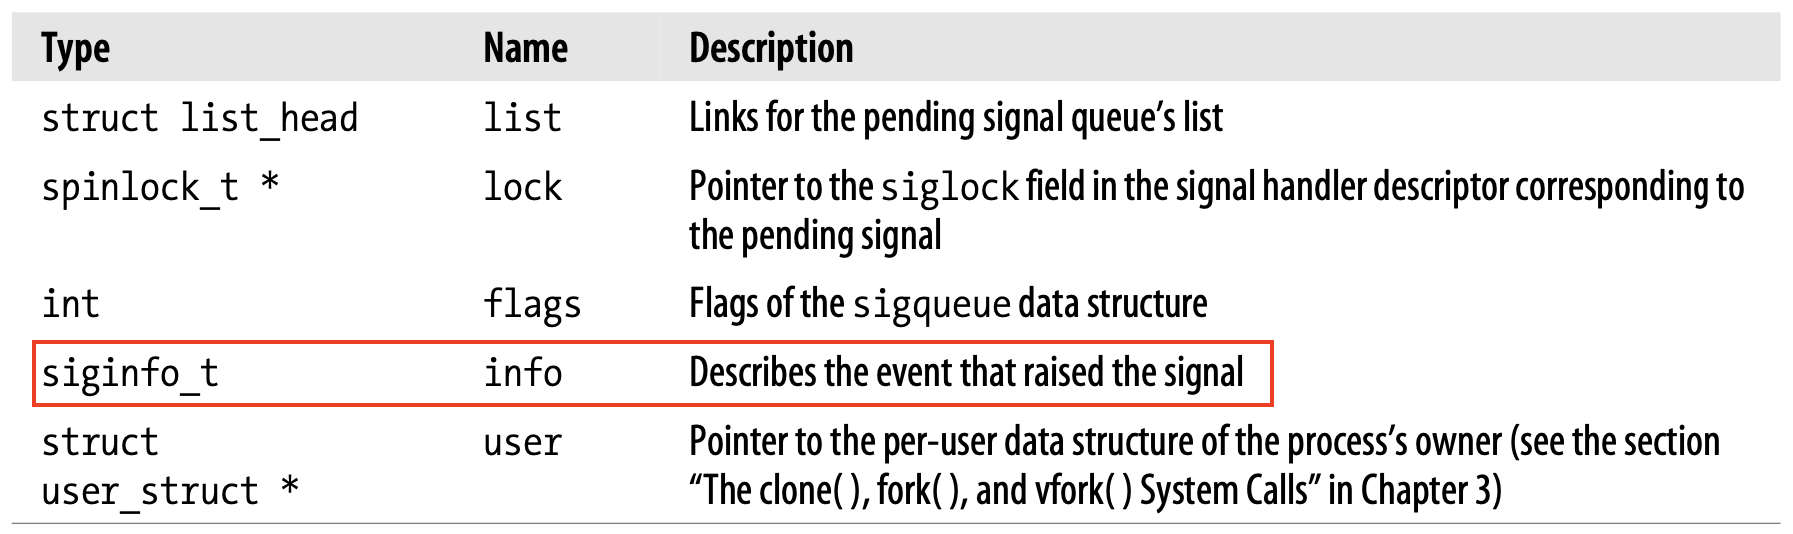 Type Name Description
struct list_head list Links for the pending signal queue’s list
spinlock_t * lock Pointer to the siglock field in the signal handler descriptor corresponding to
the pending signal
int flags Flags of the sigqueue data structure
siginfo_t info Describes the event that raised the signal
struct user Pointer to the per-user data structure of the process’s owner (see the section
user_struct * “The clone( ), fork( ), and vfork( ) System Calls” in Chapter 3)